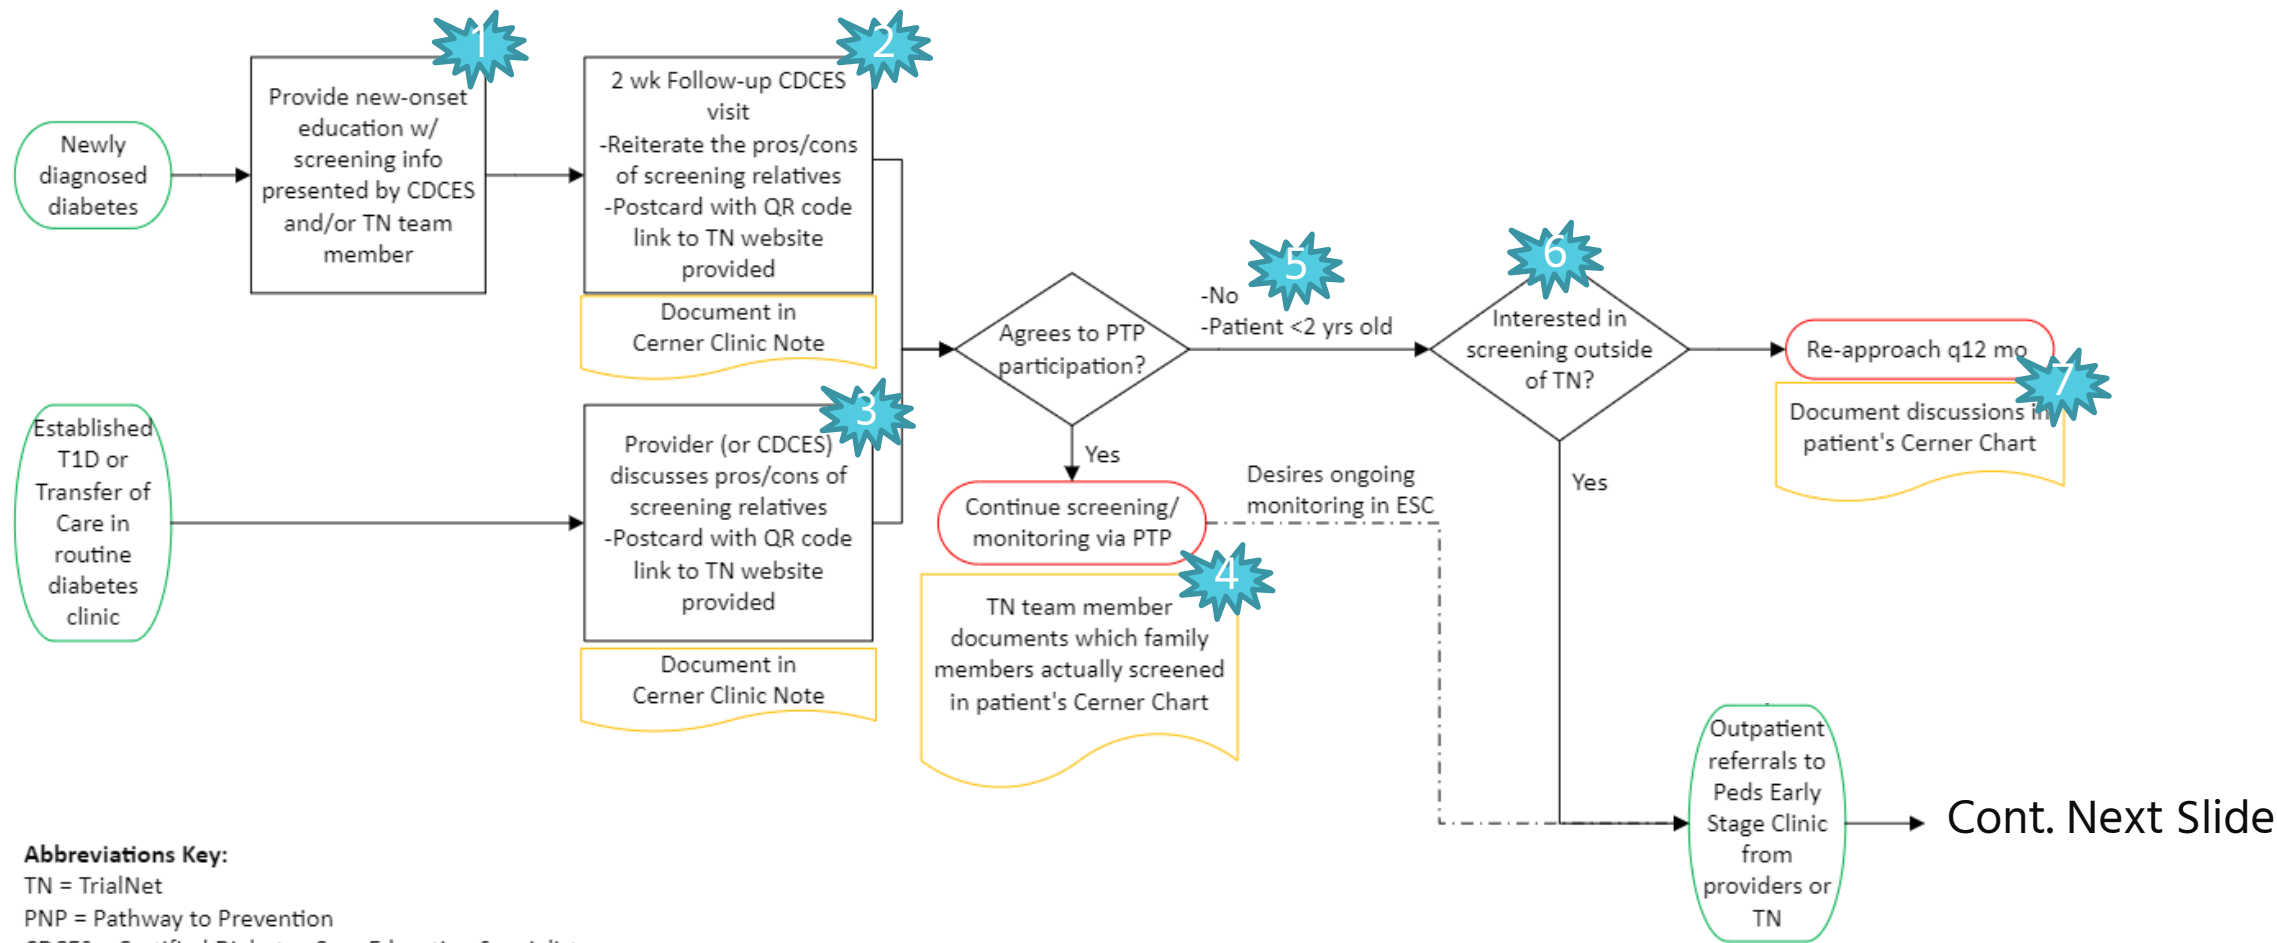 1
2
Newly
diagnosed
diabetes
Provide new-onset
education w/
screening info
presented by CDCES
and/or TN team
member
2 wk Follow-up CDCES
visit
-Reiterate the pros/cons
of screening relatives
-Postcard with QR code
link to TN website
provided
Document in
Cerner Clinic Note
3
Established
T1D or
Transfer of
Care in
routine
diabetes
clinic
Provider (or CDCES)
discusses pros/cons of
screening relatives
-Postcard with QR code
link to TN website
provided
Document in
Cerner Clinic Note
Agrees to PTP
participation?
Yes
Continue screening/
monitoring via PTP
4
TN team member
documents which family
members actually screened
in patient's Cerner Chart
5
-No
-Patient <2 yrs old
Desires ongoing
monitoring in ESC
6
Interested in
screening outside
of TN?
Yes
Re-approach q12 mo
7
Document discussions in
patient's Cerner Chart
Outpatient
referrals to
Peds Early
Stage Clinic
from
providers or
TN
Cont. Next Slide
Abbreviations Key:
TN = TrialNet
PNP = Pathway to Prevention